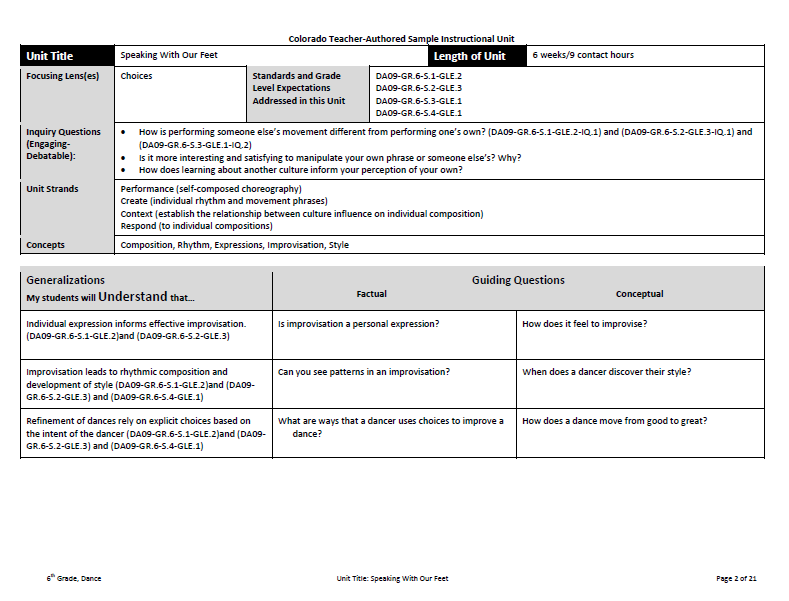 Colorado Teacher-Authored Sample Instructional Unit
Unit Title
Speaking With Our Feet
Length of Unit
6 weeks/9 contact hours
Focusing Lens(es)
Choices
Standards and Grade
Level Expectations
Addressed in this Unit
DA09-GR.6-S.1-GLE.2
DA09-GR.6-S.2-GLE.3
DA09-GR.6-S.3-GLE.1
DA09-GR.6-S.4-GLE.1
Inquiry Questions
(Engaging-
Debatable):
• How is performing someone else's movement different from performing one's own? (DA09-GR.6-S.1-GLE.2-IQ.1) and (DA09-GR.6-S.2-GLE.3-IQ.1) and
(DA09-GR.6-S.3-GLE.1-IQ.2)
• Is it more interesting and satisfying to manipulate your own phrase or someone else's? Why?
• How does learning about another culture inform your perception of your own?
Unit Strands
Performance (self-composed choreography)
Create (individual rhythm and movement phrases)
Context (establish the relationship between culture influence on individual composition)
Respond (to individual compositions)
Concepts
Composition, Rhythm, Expressions, Improvisation, Style
Generalizations
My students will Understand that...
Guiding Questions
Factual
Conceptual
Individual expression informs effective improvisation.
(DA09-GR.6-S.1-GLE.2)and (DA09-GR.6-S.2-GLE.3)
Is improvisation a personal expression?
How does it feel to improvise?
Improvisation leads to rhythmic composition and
development of style (DA09-GR.6-S.1-GLE.2)and (DA09-
GR.6-S.2-GLE.3) and (DA09-GR.6-S.4-GLE.1)
Can you see patterns in an improvisation?
When does a dancer discover their style?
Refinement of dances rely on explicit choices based on
the intent of the dancer (DA09-GR.6-S.1-GLE.2)and (DA09-
GR.6-S.2-GLE.3) and (DA09-GR.6-S.4-GLE.1)
What are ways that a dancer uses choices to improve a
dance?
How does a dance move from good to great?
6th Grade, Dance
Unit Title: Speaking With Our Feet
Page 2 of 21